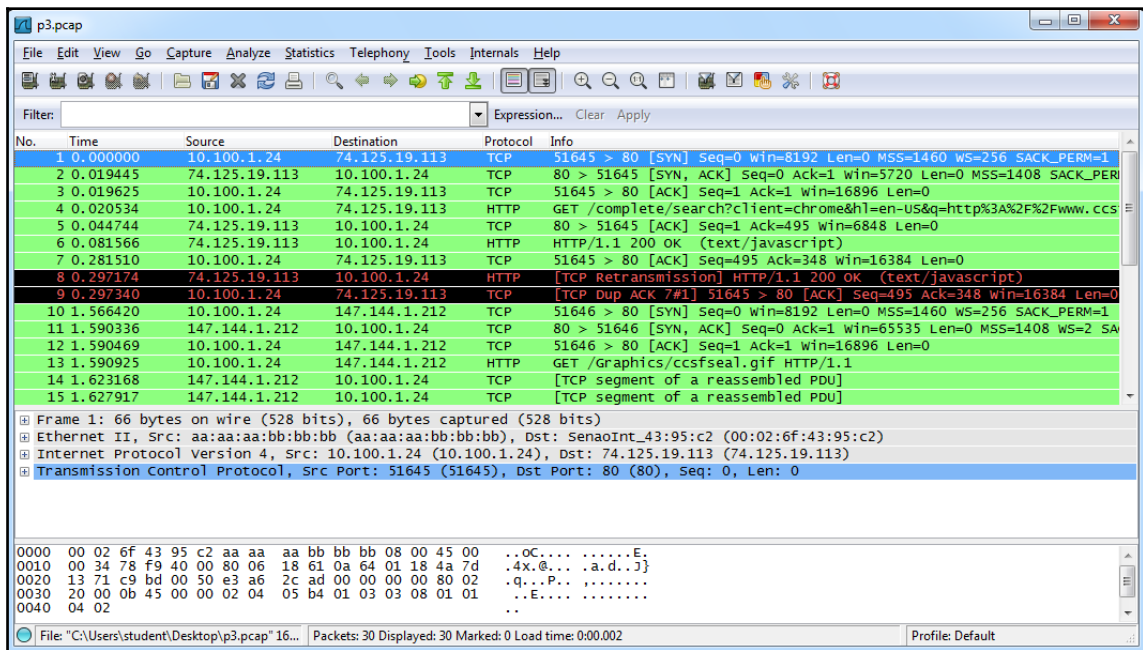 p3.pcap
File Edit View Go Capture Analyze Statistics Telephony Tools Internals Help
Filter: Expression... Clear Apply
No. Time Source Destination Protocol Info
1 0.000000 10.100.1.24 74.125.19.113 TCP 51645 > 80 [SYN] Seq=0 Win=8192 Len=0 MSS=1460 WS=256 SACK_PERM=1
2 0.019445 74.125.19.113 10.100.1.24 TCP 80 > 51645 [SYN, ACK] Seq=0 Ack=1 Win=5720 Len=0 MSS=1408 SACK_PERI
3 0.019625 10.100.1.24 74.125.19.113 TCP 51645 > 80 [ACK] Seq=1 Ack=1 Win=16896 Len=0
4 0.020534 10.100.1.24 74.125.19.113 HTTP GET /complete/search?client=chrome&hl=en-US&q=http%3A%2F%2Fwww.ccs
5 0.044744 74.125.19.113 10.100.1.24 TCP 80 > 51645 [ACK] Seq=1 Ack=495 Win=6848 Len=0
6 0.081566 74.125.19.113 10.100.1.24 HTTP HTTP/1.1 200 OK (text/javascript)
7 0.281510 10.100.1.24 74.125.19.113 TCP 51645 > 80 [ACK] Seq=495 Ack=348 Win=16384 Len=0
8 0.297174 74.125.19.113 10.100.1.24 HTTP [TCP Retransmission] HTTP/1.1 200 OK (text/javascript)
9 0.297340 10.100.1.24 74.125.19.113 TCP [TCP Dup ACK 7#1] 51645 > 80 [ACK] Seq=495 Ack=348 Win=16384 Len=0
10 1.566420 10.100.1.24 147.144.1.212 TCP 51646 > 80 [SYN] Seq=0 Win=8192 Len=0 MSS=1460 WS=256 SACK_PERM=1
11 1.590336 147.144.1.212 10.100.1.24 TCP 80 > 51646 [SYN, ACK] Seq=0 Ack=1 Win=65535 Len=0 MSS=1408 WS=2 SA
12 1.590469 10.100.1.24 147.144.1.212 TCP 51646 > 80 [ACK] Seq=1 Ack=1 Win=16896 Len=0
13 1.590925 10.100.1.24 147.144.1.212 HTTP GET /Graphics/ccsfseal.gif HTTP/1.1
14 1.623168 147.144.1.212 10.100.1.24 TCP [TCP segment of a reassembled PDU]
15 1.627917 147.144.1.212 10.100.1.24 TCP [TCP segment of a reassembled PDU]
Frame 1: 66 bytes on wire (528 bits), 66 bytes captured (528 bits)
Ethernet II, Src: aa:aa:aa:bb:bb:bb (aa:aa:aa:bb:bb:bb), Dst: SenaoInt_43:95:c2 (00:02:6f:43:95:c2)
Internet Protocol Version 4, Src: 10.100.1.24 (10.100.1.24), Dst: 74.125.19.113 (74.125.19.113)
Transmission Control Protocol, Src Port: 51645 (51645), Dst Port: 80 (80), Seq: 0, Len: 0
0000 00 02 6f 43 95 c2 aa aa aa bb bb bb 08 00 45 00 ..oC.... ......E.
0010 00 34 78 f9 40 00 80 06 18 61 0a 64 01 18 4a 7d .4x.@... .a.d..J}
0020 13 71 c9 bd 00 50 e3 a6 2c ad 00 00 00 00 80 02 .q...P.. ,.......
0030 20 00 0b 45 00 00 02 04 05 b4 01 03 03 08 01 01 ..E.... ........
0040 04 02 ..
File: "C:\Users\student\Desktop\p3.pcap" 16... Packets: 30 Displayed: 30 Marked: 0 Load time: 0:00.002 Profile: Default